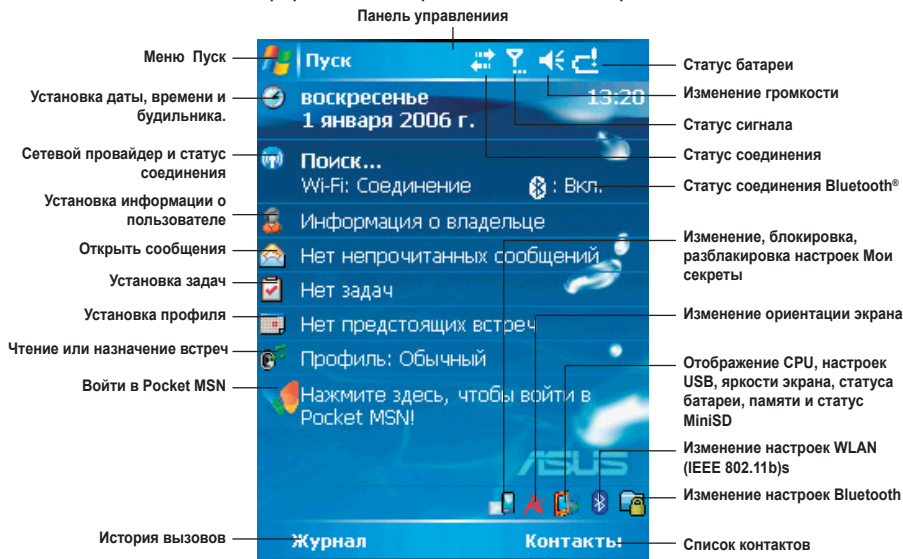 Панель управлениия
Меню Пуск
Установка даты, времени и
будильника.
Сетевой провайдер и статус
соединения
Установка информации о
пользователе
Открыть сообщения
Установка задач
Установка профиля
Чтение или назначение встреч
Войти в Pocket MSN
История вызовов
Пуск
воскресенье
13:20
1 января 2006 г.
Поиск...
Wi-Fi: Соединение
: Вкл.
Информация о владельце
Нет непрочитанных сообщений
Нет задач
Нет предстоящих встреч
Профиль: Обычный
Нажмите здесь, чтобы войти в
Pocket MSN!
ASUS
Журнал
Контакты
Статус батареи
Изменение громкости
Статус сигнала
Статус соединения
Статус соединения Bluetooth®
Изменение, блокировка,
разблакировка настроек Мои
секреты
Изменение ориентации экрана
Отображение CPU, настроек
USB, яркости экрана, статуса
батареи, памяти и статус
MiniSD
Изменение настроек WLAN
(IEEE 802.11b)s
Изменение настроек Bluetooth
Список контактов